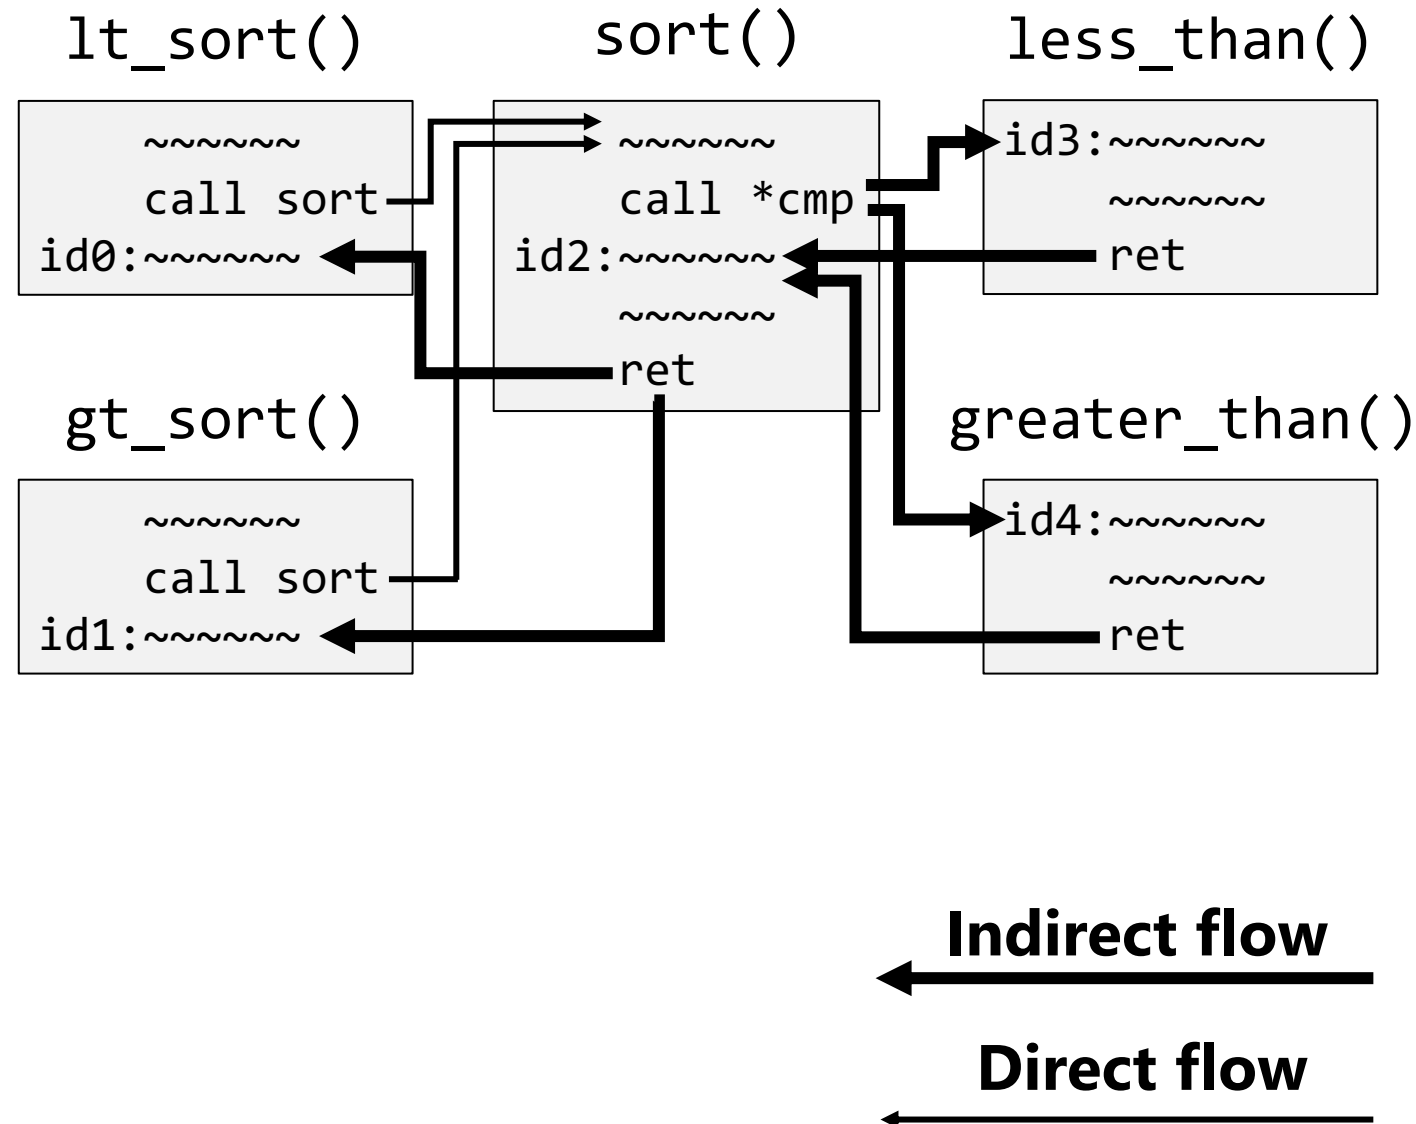 lt_sort()
~~~~~~
call sort
id0:~~~~~~
sort()
~~~~~~
call *cmp
id2:~~~~~~
~~~~~~
ret
less_than()
id3:~~~~~~
~~~~~~
ret
gt_sort()
~~~~~~
call sort
id1:~~~~~~
greater_than()
id4:~~~~~~
~~~~~~
ret
Indirect flow
Direct flow